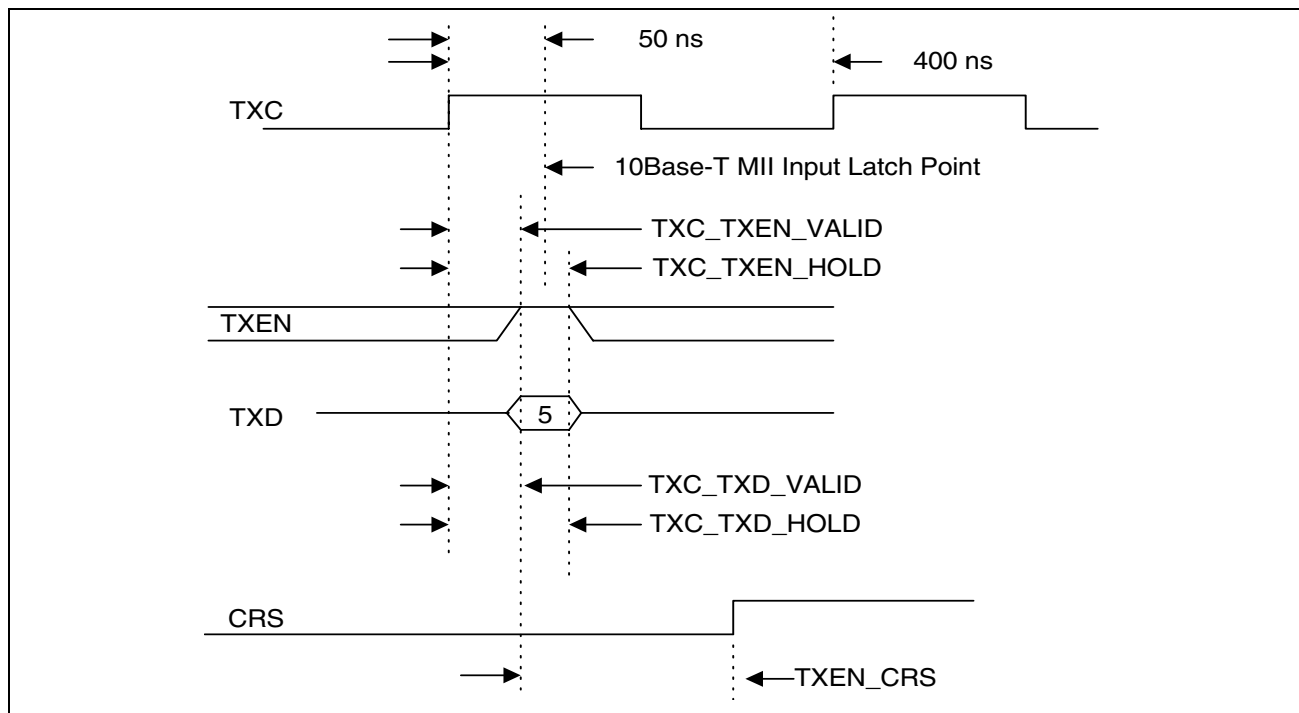 50 ns
400 ns
TXC
10Base-T MII Input Latch Point
TXC_TXEN_VALID
TXC_TXEN_HOLD
TXEN
TXD
5
TXC_TXD_VALID
TXC_TXD_HOLD
CRS
TXEN_CRS